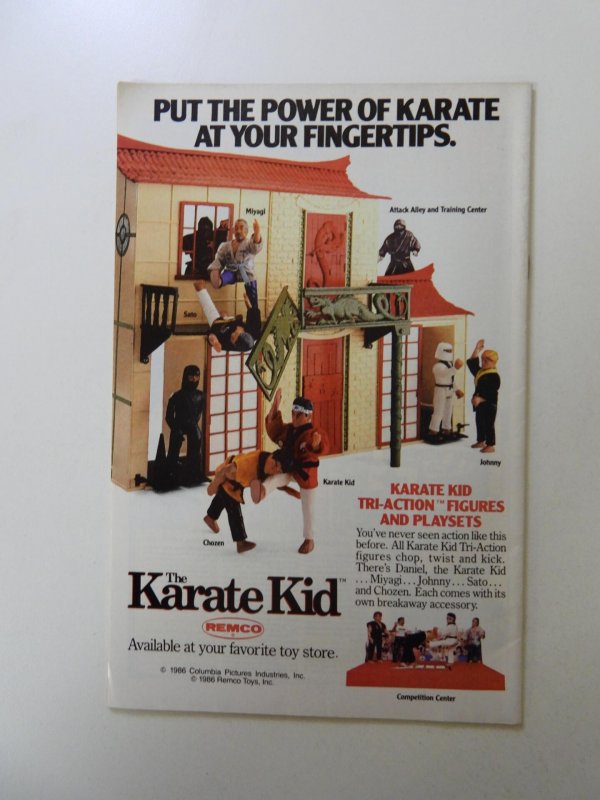 PUT THE POWER OF KARATE
AT YOUR FINGERTIPS.
Miyagi
Attack Alley and Training Center
Sato
Johnny
Karate Kid
Chozen
KARATE KID
TRI-ACTION™ FIGURES
AND PLAYSETS
You've never seen action like this
before. All Karate Kid Tri-Action
figures chop, twist and kick.
There's Daniel, the Karate Kid
...Miyagi...Johnny...Sato...
and Chozen. Each comes with its
own breakaway accessory.
The
Karate Kid™
REMCO
Available at your favorite toy store.
© 1986 Columbia Pictures Industries, Inc.
© 1986 Remco Toys, Inc.
Competition Center